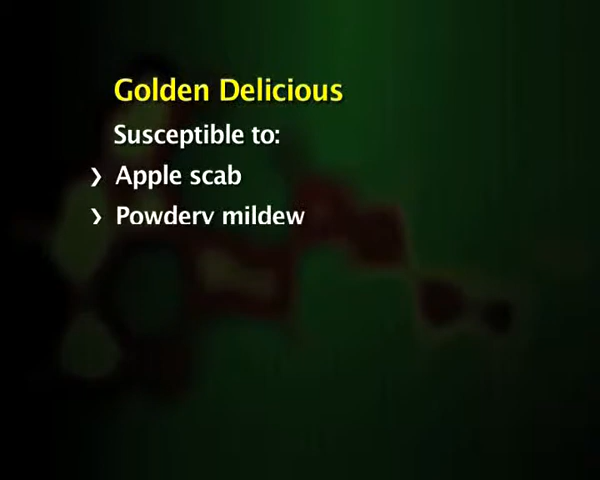 Golden Delicious
Susceptible to:
› Apple scab
› Powdery mildew